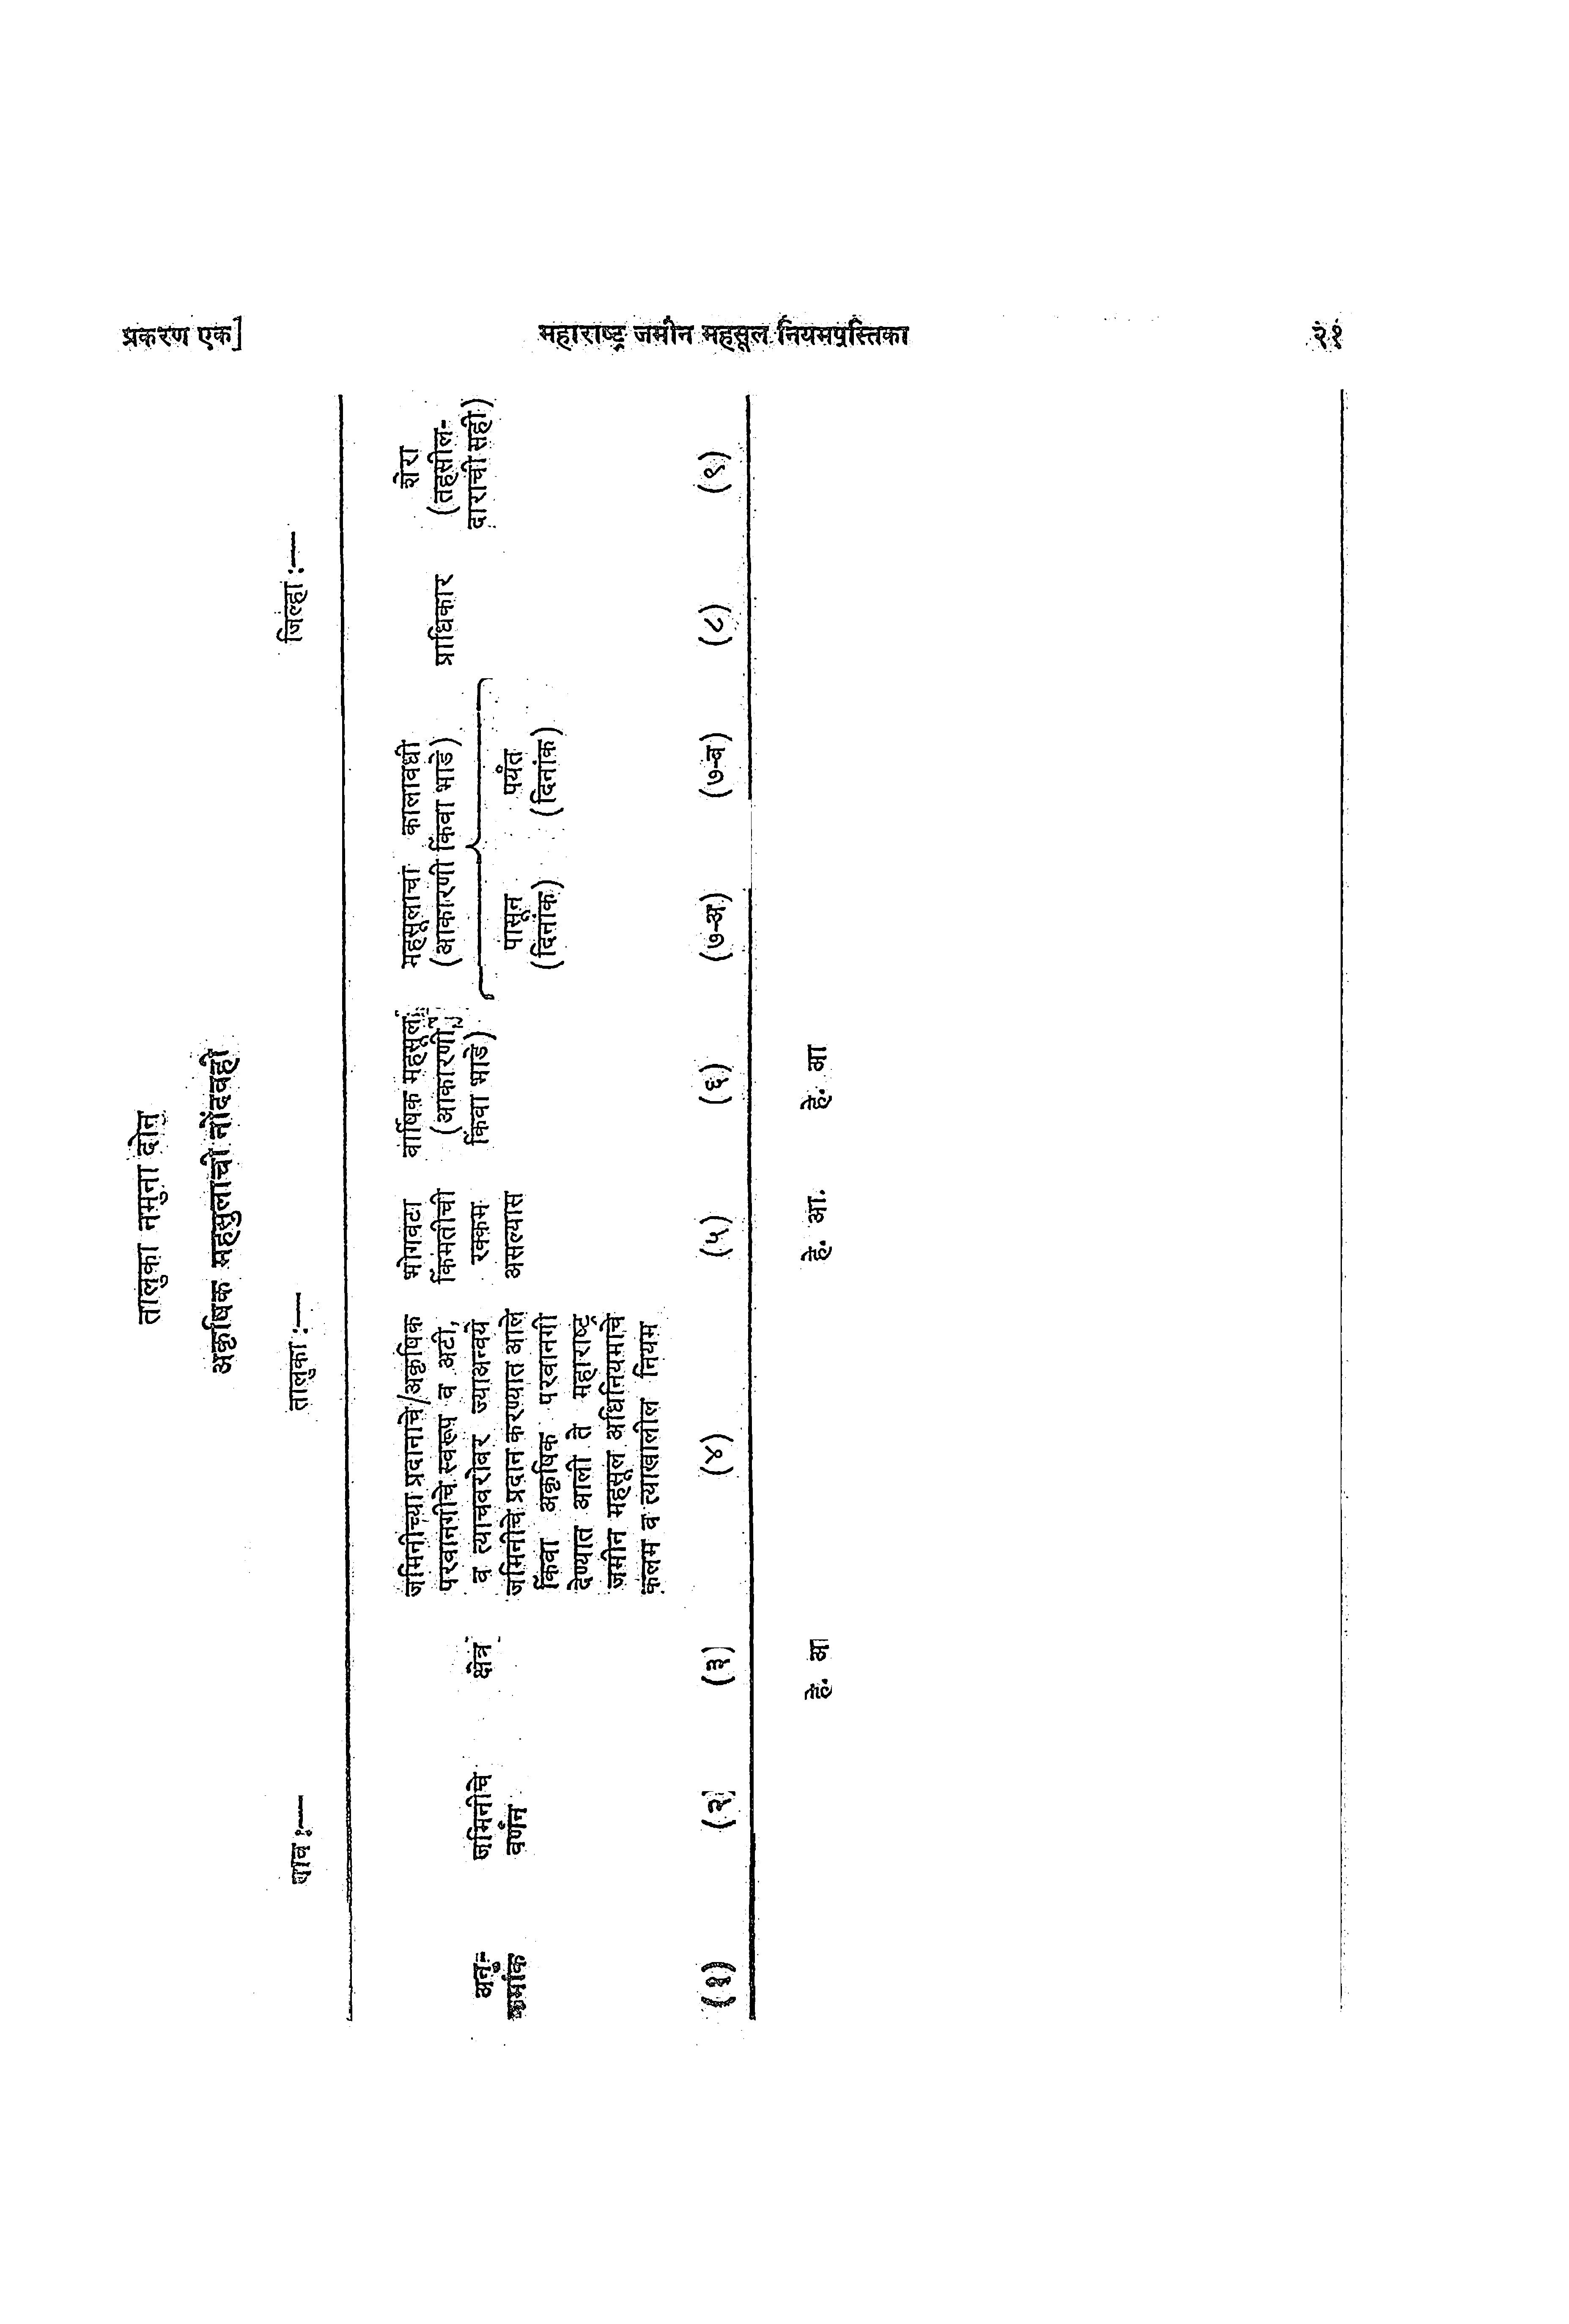 प्रकरण एक] महाराष्ट्र जमीन महसूल नियमपुस्तिका २१
तालुका नमुना दोन
अकृषिक महसुलाची नोंदवही
गाव :— तालुका :— जिल्हा :—
अनु-
क्रमांक
(१)
जमिनीचे
वर्णन
(२)
क्षेत्र
(३)
जमिनीच्या प्रदानाचे/अकृषिक
परवानगीचे स्वरूप व अटी,
व त्याचबरोबर ज्याअन्वये
जमिनीचे प्रदान करण्यात आले
किंवा अकृषिक परवानगी
देण्यात आली ते महाराष्ट्र
जमीन महसूल अधिनियमाचे
कलम व त्याखालील नियम
(४)
भोगवटा
किंमतीची
रक्कम
असल्यास
(५)
वार्षिक महसूल
(आकारणी
किंवा भाडे)
(६)
महसूलाचा कालावधी
(आकारणी किंवा भाडे)
पासून
(दिनांक)
(७-अ)
पर्यंत
(दिनांक)
(७-ब)
प्राधिकार
(८)
शेरा
(तहसील-
दाराची सही)
(९)
हे. आ हे. आ. हे. आ